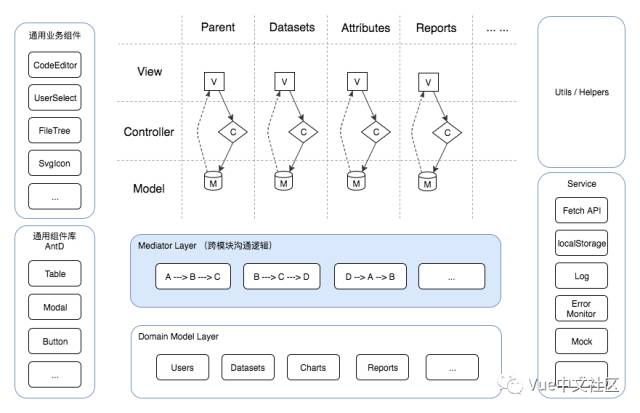 通用业务组件
CodeEditor
UserSelect
FileTree
SvgIcon
...
通用组件库
AntD
Table
Modal
Button
...
Parent Datasets Attributes Reports ... ...
View
V V V V
Controller
C C C C
Model
M M M M
Mediator Layer （跨模块沟通逻辑）
A ---> B ---> C
B ---> C ---> D
D --> A --> B
...
Domain Model Layer
Users
Datasets
Charts
Reports
...
Utils / Helpers
Service
Fetch API
localStorage
Log
Error
Monitor
Mock
...
Vue中文社区